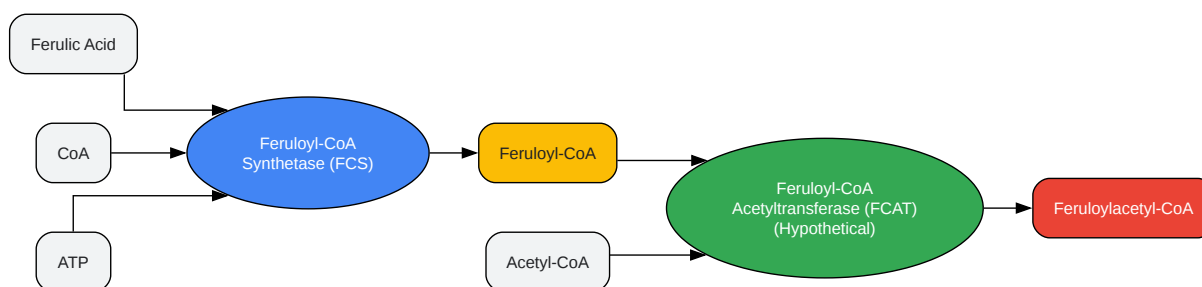 Ferulic Acid
CoA
ATP
Feruloyl-CoA
Synthetase (FCS)
Feruloyl-CoA
Acetyl-CoA
Feruloyl-CoA
Acetyltransferase (FCAT)
(Hypothetical)
Feruloylacetyl-CoA